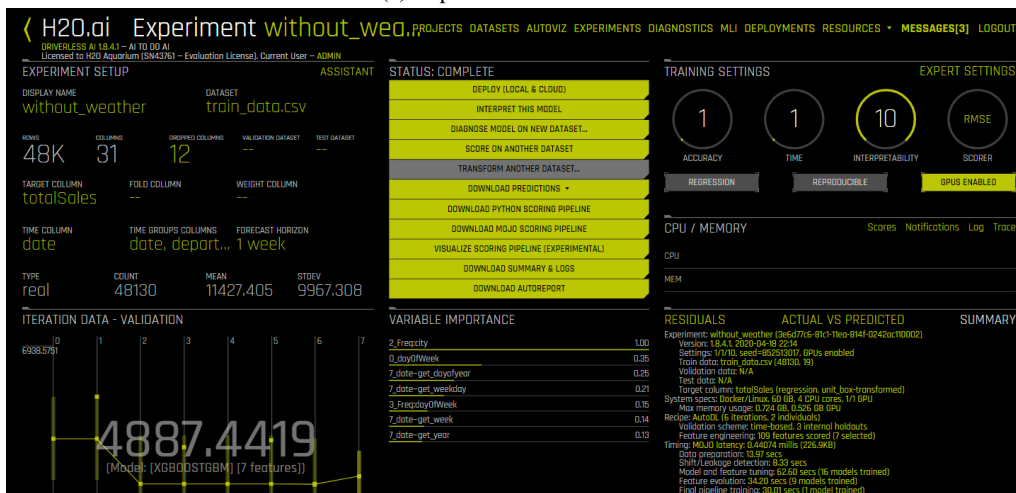 H2O.ai Experiment without_wea..
PROJECTS DATASETS AUTOVIZ EXPERIMENTS DIAGNOSTICS MLI DEPLOYMENTS RESOURCES MESSAGES[3] LOGOUT
DRIVERLESS AI 1.8.4.1 – AI TO DO AI
Licensed to H2O Aquarium (SN43761 – Evaluation License), Current User – ADMIN
EXPERIMENT SETUP ASSISTANT
DISPLAY NAME DATASET
without_weather train_data.csv
ROWS COLUMNS DROPPED COLUMNS VALIDATION DATASET TEST DATASET
48K 31 12 -- --
TARGET COLUMN FOLD COLUMN WEIGHT COLUMN
totalSales -- --
TIME COLUMN TIME GROUPS COLUMNS FORECAST HORIZON
date date, depart... 1 week
TYPE COUNT MEAN STDEV
real 48130 11427.405 9967.308
STATUS: COMPLETE
DEPLOY (LOCAL & CLOUD)
INTERPRET THIS MODEL
DIAGNOSE MODEL ON NEW DATASET...
SCORE ON ANOTHER DATASET
TRANSFORM ANOTHER DATASET...
DOWNLOAD PREDICTIONS
DOWNLOAD PYTHON SCORING PIPELINE
DOWNLOAD MOJO SCORING PIPELINE
VISUALIZE SCORING PIPELINE (EXPERIMENTAL)
DOWNLOAD SUMMARY & LOGS
DOWNLOAD AUTOREPORT
TRAINING SETTINGS EXPERT SETTINGS
1 1 10 RMSE
ACCURACY TIME INTERPRETABILITY SCORER
REGRESSION REPRODUCIBLE GPUS ENABLED
CPU / MEMORY Scores Notifications Log Trace
CPU
MEM
ITERATION DATA - VALIDATION
0 1 2 3 4 5 6 7
6938.5751
4887.4419
(Model: [XGBOOSTGBM] [7 features])
VARIABLE IMPORTANCE
2_Freq:city 1.00
0_dayOfWeek 0.35
7_date~get_dayofyear 0.25
7_date~get_weekday 0.21
3_Freq:dayOfWeek 0.15
7_date~get_week 0.14
7_date~get_year 0.13
RESIDUALS ACTUAL VS PREDICTED SUMMARY
Experiment: without_weather (3e6d77c6-81c1-11ea-814f-0242ac110002)
Version: 1.8.4.1, 2020-04-18 22:14
Settings: 1/1/10, seed=852513017, GPUs enabled
Train data: train_data.csv (48130, 19)
Validation data: N/A
Test data: N/A
Target column: totalSales (regression, unit_box-transformed)
System specs: Docker/Linux, 60 GB, 4 CPU cores, 1/1 GPU
Max memory usage: 0.724 GB, 0.526 GB GPU
Recipe: AutoDL (6 iterations, 2 individuals)
Validation scheme: time-based, 3 internal holdouts
Feature engineering: 109 features scored (7 selected)
Timing: MOJO latency: 0.44074 millis (226.9KB)
Data preparation: 13.97 secs
Shift/Leakage detection: 8.33 secs
Model and feature tuning: 62.60 secs (16 models trained)
Feature evolution: 34.20 secs (9 models trained)
Final pipeline training: 30.01 secs (1 model trained)